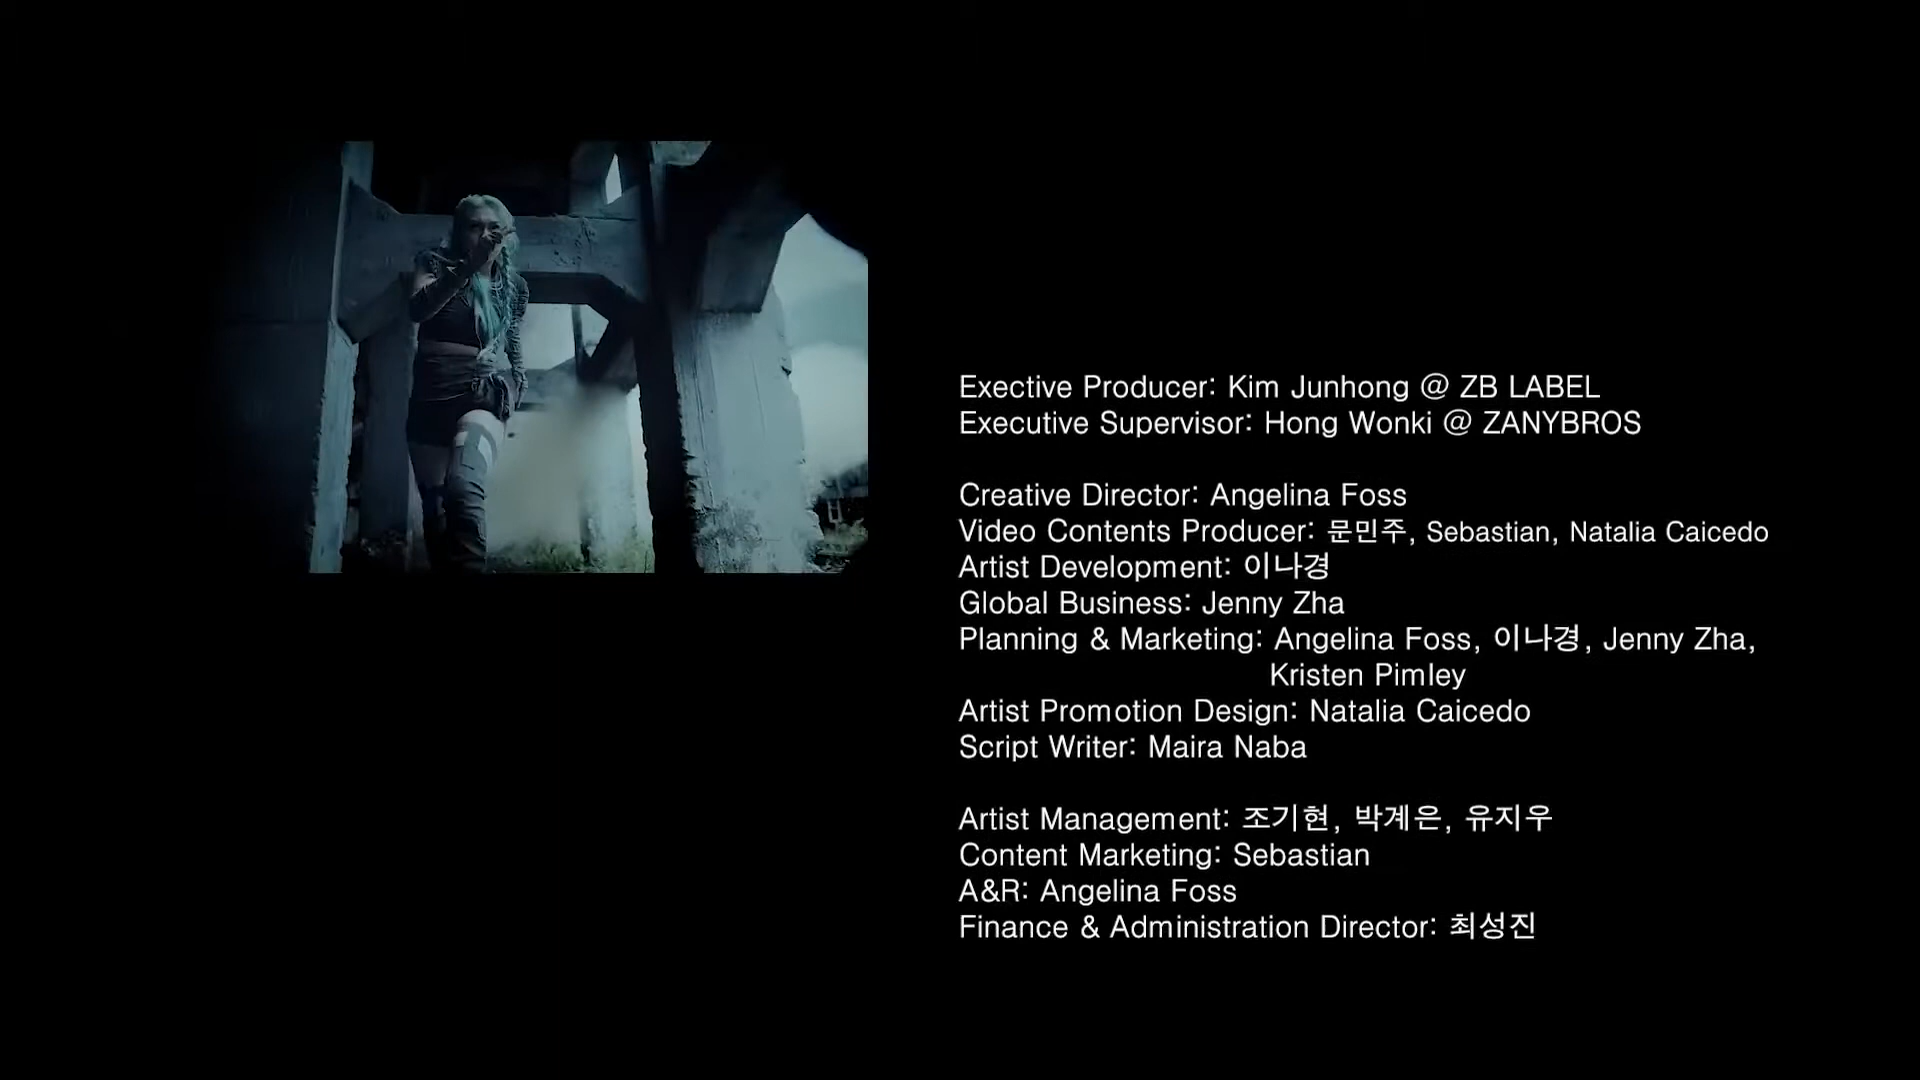 Exective Producer: Kim Junhong @ ZB LABEL
Executive Supervisor: Hong Wonki @ ZANYBROS
Creative Director: Angelina Foss
Video Contents Producer: 문민주, Sebastian, Natalia Caicedo
Artist Development: 이나경
Global Business: Jenny Zha
Planning & Marketing: Angelina Foss, 이나경, Jenny Zha,
Kristen Pimley
Artist Promotion Design: Natalia Caicedo
Script Writer: Maira Naba
Artist Management: 조기현, 박계은, 유지우
Content Marketing: Sebastian
A&R: Angelina Foss
Finance & Administration Director: 최성진